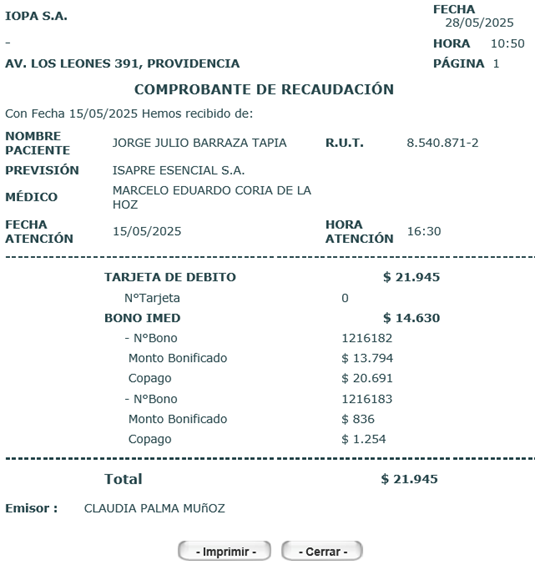 IOPA S.A.
FECHA
28/05/2025
-
HORA 10:50
AV. LOS LEONES 391, PROVIDENCIA
PÁGINA 1
COMPROBANTE DE RECAUDACIÓN
Con Fecha 15/05/2025 Hemos recibido de:
NOMBRE PACIENTE JORGE JULIO BARRAZA TAPIA R.U.T. 8.540.871-2
PREVISIÓN ISAPRE ESENCIAL S.A.
MÉDICO MARCELO EDUARDO CORIA DE LA HOZ
FECHA ATENCIÓN 15/05/2025 HORA ATENCIÓN 16:30
TARJETA DE DEBITO $ 21.945
N°Tarjeta 0
BONO IMED $ 14.630
- N°Bono 1216182
Monto Bonificado $ 13.794
Copago $ 20.691
- N°Bono 1216183
Monto Bonificado $ 836
Copago $ 1.254
Total $ 21.945
Emisor : CLAUDIA PALMA MUñOZ
- Imprimir - - Cerrar -